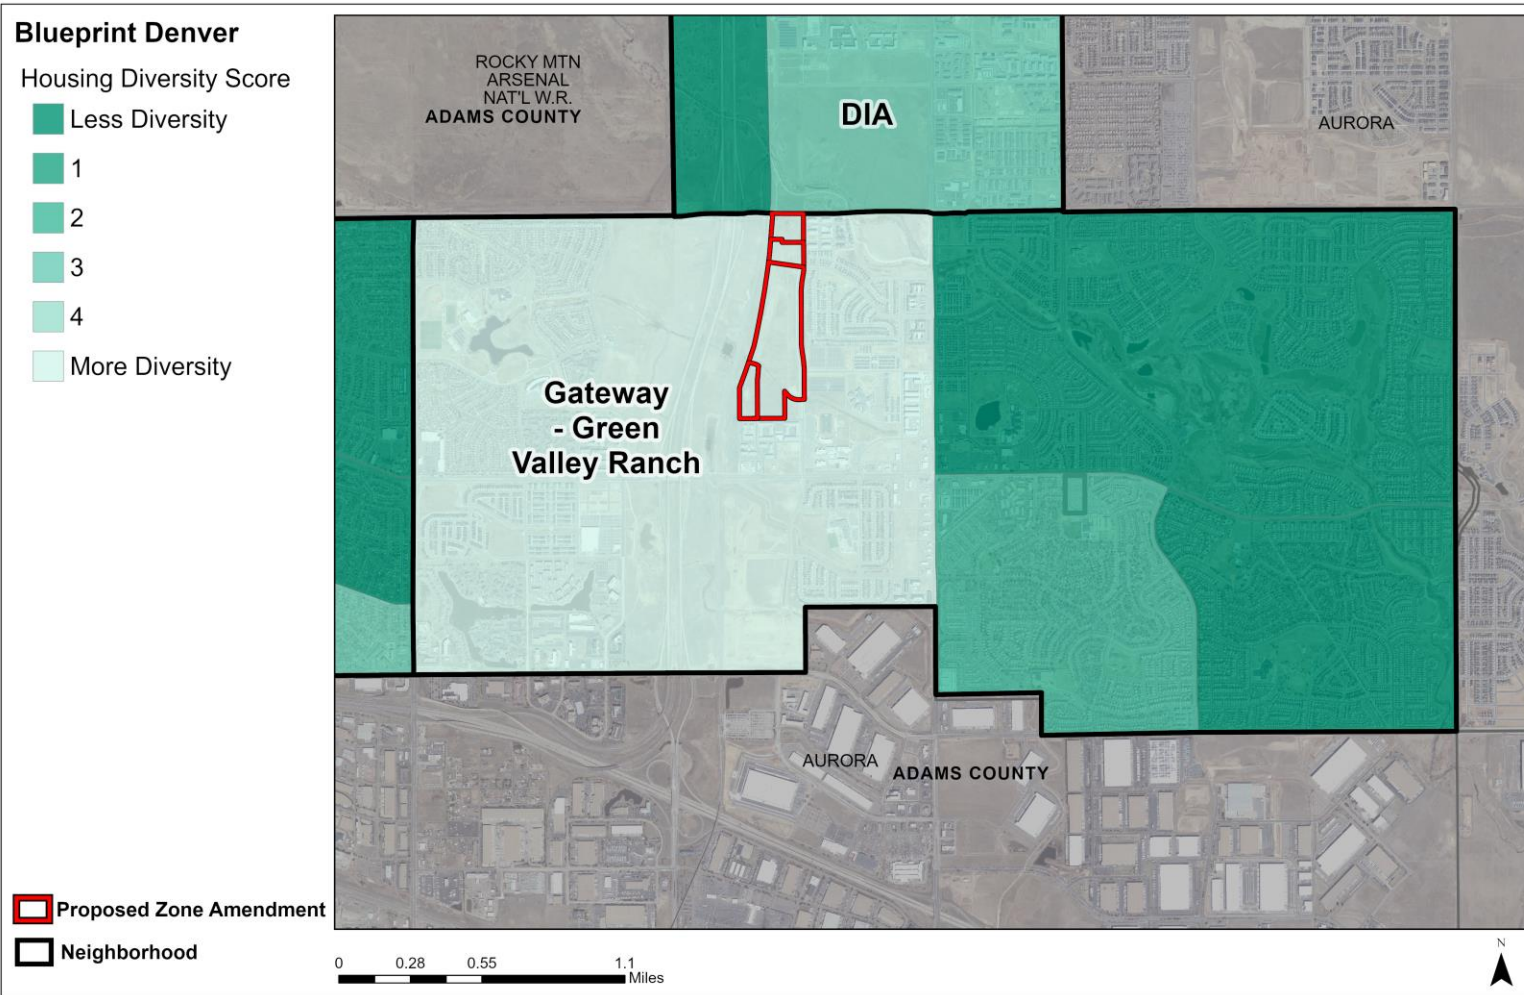 Blueprint Denver
Housing Diversity Score
Less Diversity
1
2
3
4
More Diversity
ROCKY MTN
ARSENAL
NAT'L W.R.
ADAMS COUNTY
DIA
AURORA
Gateway
- Green
Valley Ranch
AURORA
ADAMS COUNTY
Proposed Zone Amendment
Neighborhood
0 0.28 0.55 1.1
Miles
N